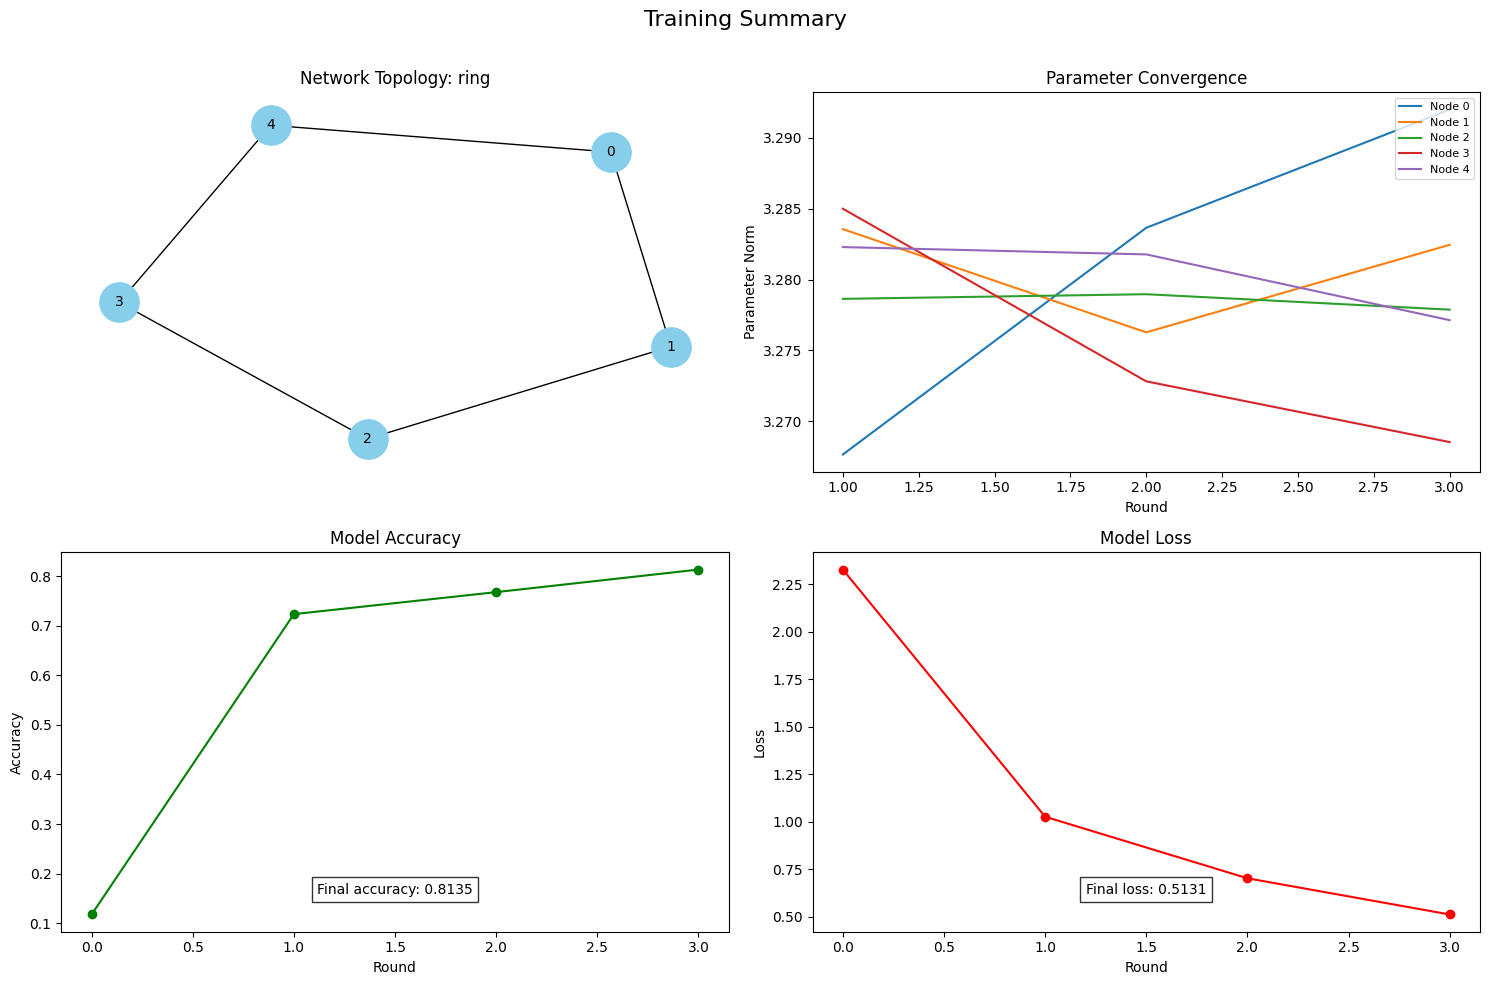 Training Summary
Network Topology: ring
4
0
3
1
2
Parameter Convergence
Node 0
Node 1
Node 2
Node 3
Node 4
Parameter Norm
3.290
3.285
3.280
3.275
3.270
1.00 1.25 1.50 1.75 2.00 2.25 2.50 2.75 3.00
Round
Model Accuracy
Accuracy
0.8
0.7
0.6
0.5
0.4
0.3
0.2
0.1
Final accuracy: 0.8135
0.0 0.5 1.0 1.5 2.0 2.5 3.0
Round
Model Loss
Loss
2.25
2.00
1.75
1.50
1.25
1.00
0.75
0.50
Final loss: 0.5131
0.0 0.5 1.0 1.5 2.0 2.5 3.0
Round